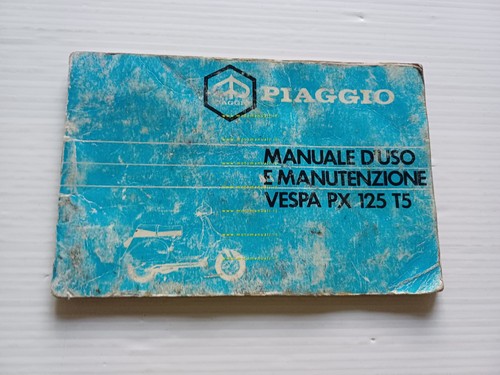 PIAGGIO
MANUALE D'USO
E MANUTENZIONE
VESPA PX 125 T5